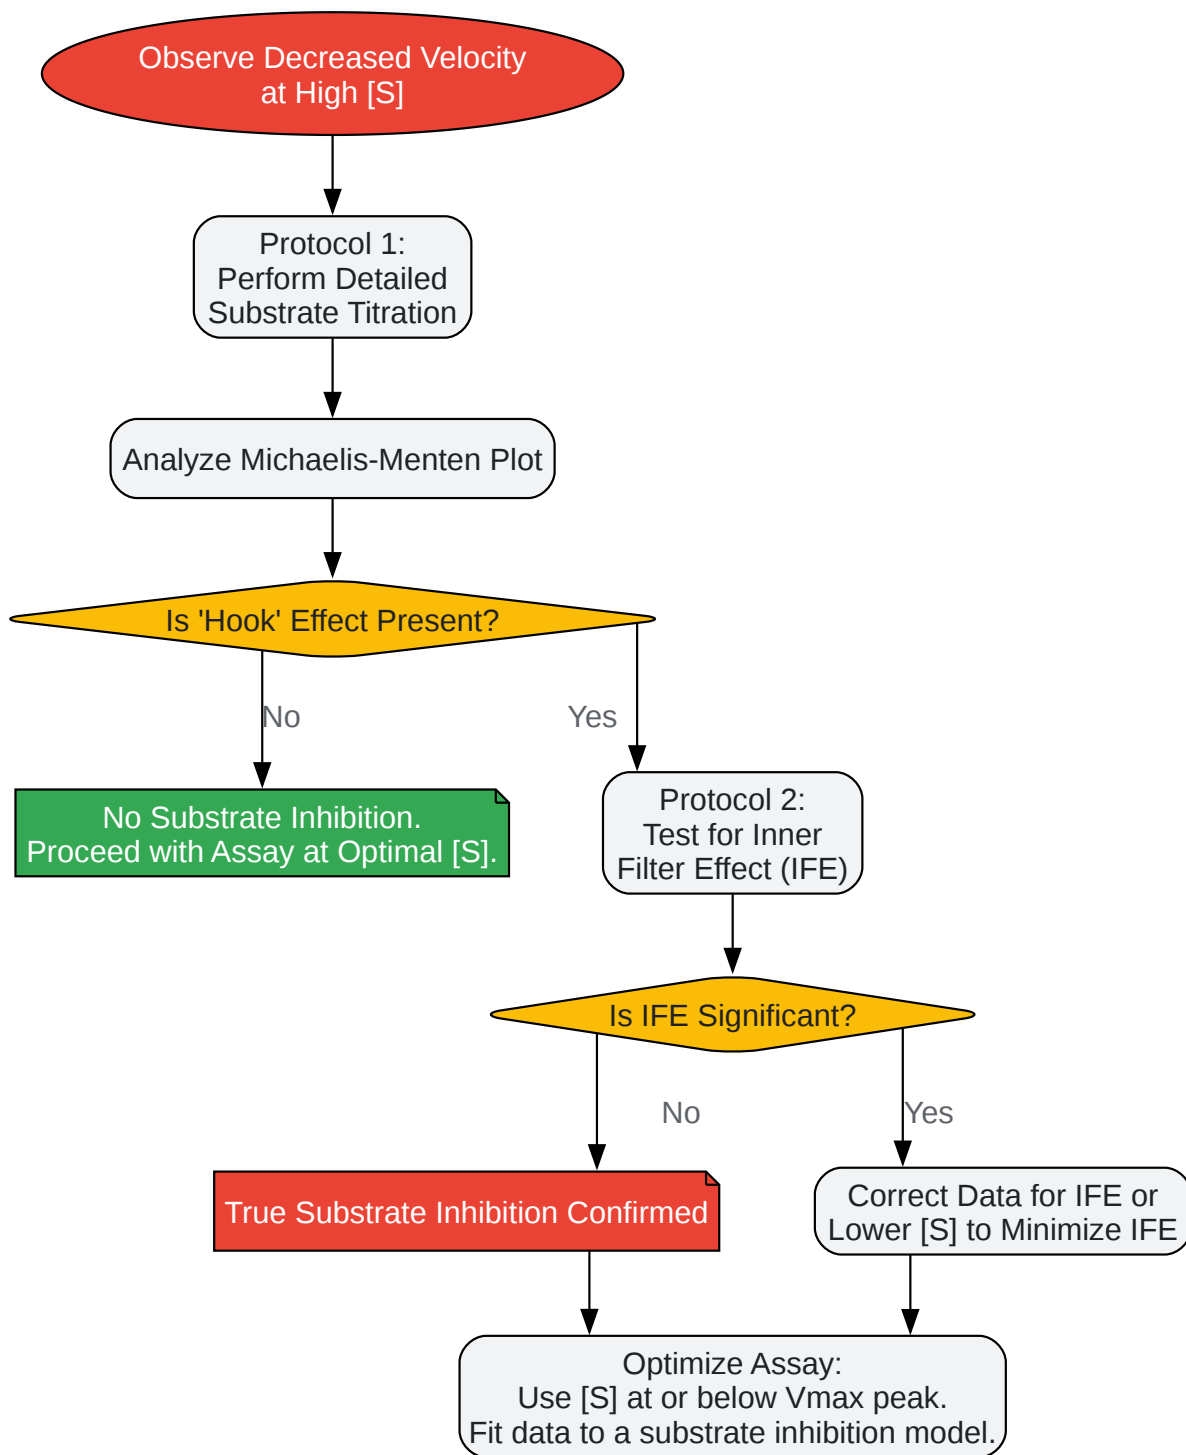 Observe Decreased Velocity
at High [S]
Protocol 1:
Perform Detailed
Substrate Titration
Analyze Michaelis-Menten Plot
Is 'Hook' Effect Present?
No
Yes
No Substrate Inhibition.
Proceed with Assay at Optimal [S].
Protocol 2:
Test for Inner
Filter Effect (IFE)
Is IFE Significant?
No
Yes
True Substrate Inhibition Confirmed
Correct Data for IFE or
Lower [S] to Minimize IFE
Optimize Assay:
Use [S] at or below Vmax peak.
Fit data to a substrate inhibition model.